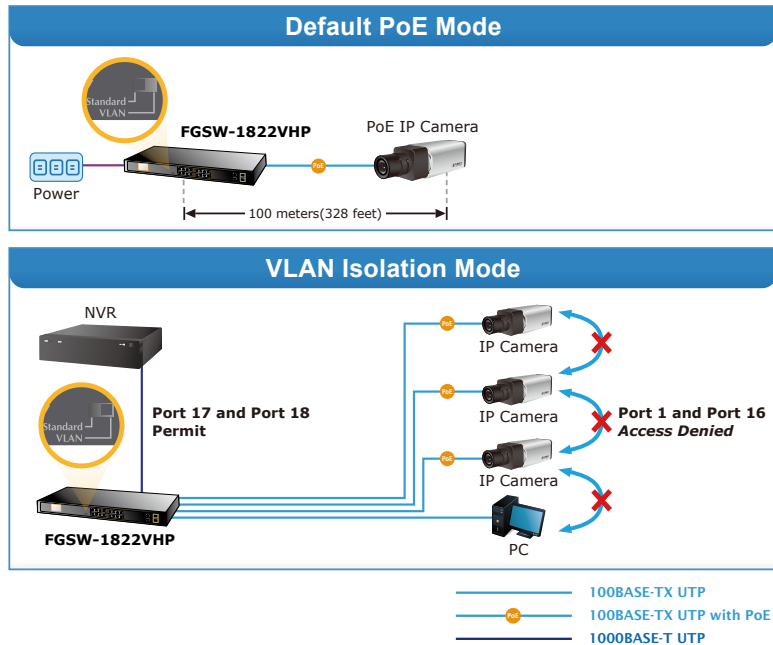 Default PoE Mode
Standard
VLAN
FGSW-1822VHP
PoE IP Camera
PoE
Power
100 meters(328 feet)
VLAN Isolation Mode
NVR
PoE
IP Camera
Port 17 and Port 18
Permit
PoE
IP Camera
Port 1 and Port 16
Access Denied
Standard
VLAN
PoE
IP Camera
FGSW-1822VHP
PC
100BASE-TX UTP
PoE
100BASE-TX UTP with PoE
1000BASE-T UTP